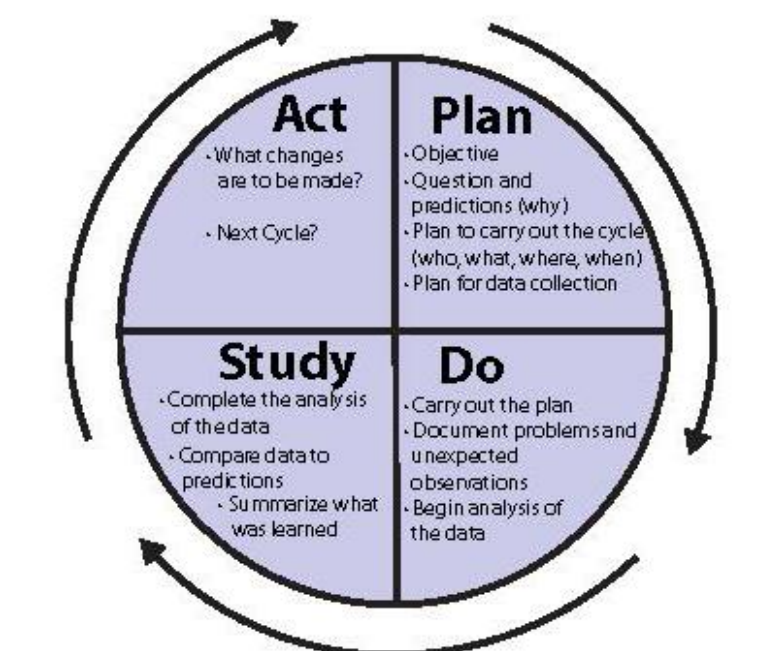 Act
· What changes
are to be made?
· Next Cycle?
Plan
· Objective
· Question and
predictions (why)
· Plan to carry out the cycle
(who, what, where, when)
· Plan for data collection
Study
· Complete the analysis
of the data
· Compare data to
predictions
· Summarize what
was learned
Do
· Carry out the plan
· Document problems and
unexpected
observations
· Begin analysis of
the data